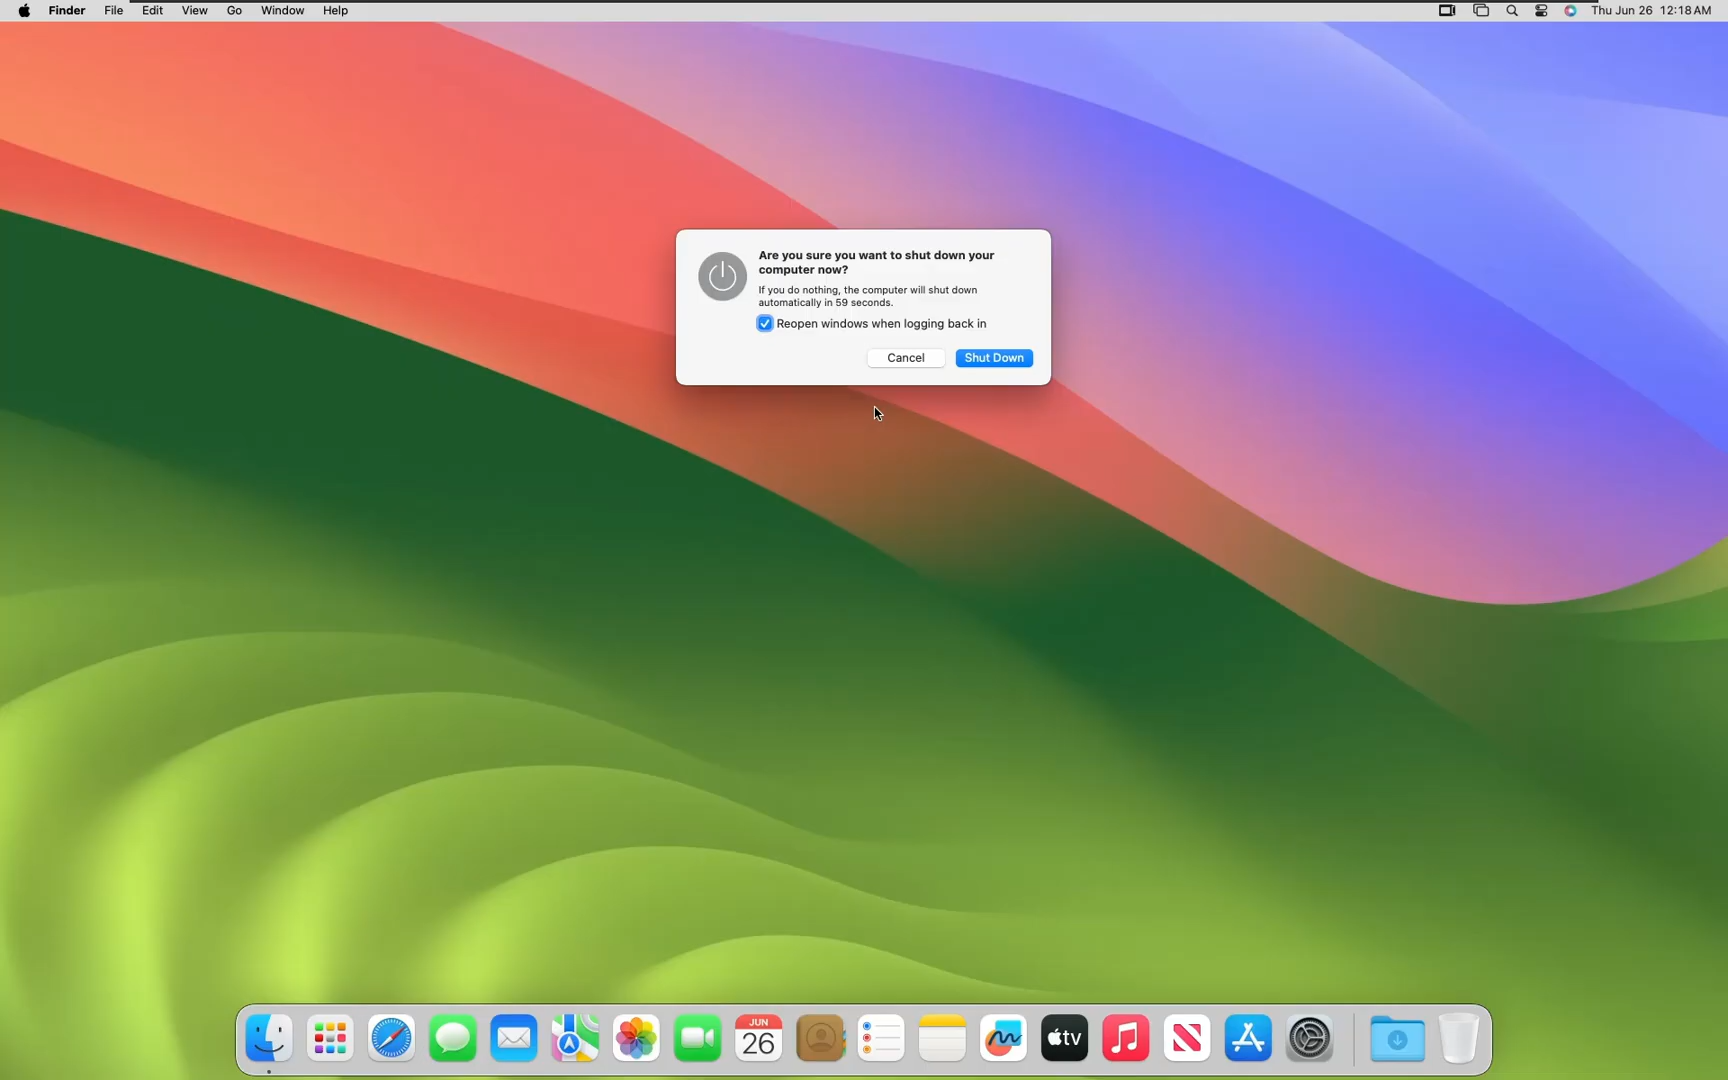 Finder File Edit View Go Window Help Thu Jun 26 12:18 AM
Are you sure you want to shut down your
computer now?
If you do nothing, the computer will shut down
automatically in 59 seconds.
Reopen windows when logging back in
Cancel Shut Down
JUN
26
tv